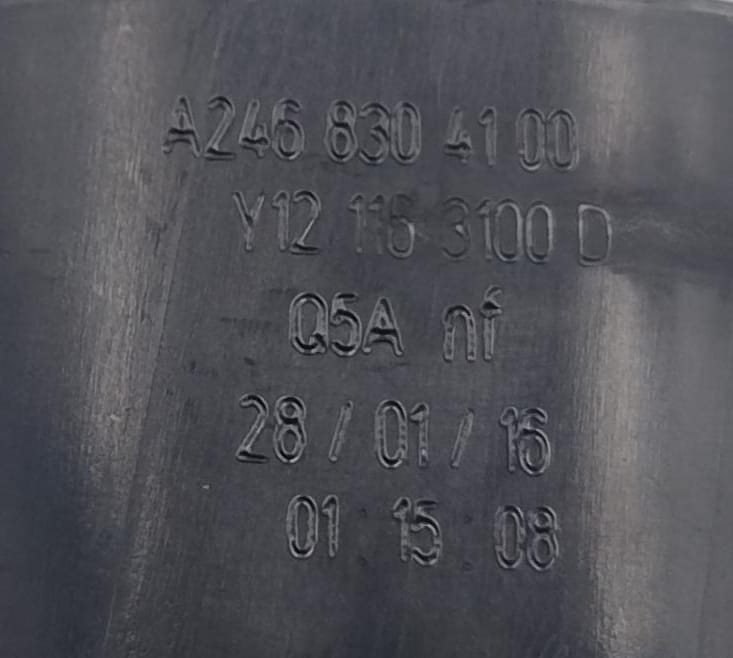 A246 830 41 00
Y12 116 3100 D
Q5A nf
28 / 01 / 16
01 : 15 : 08